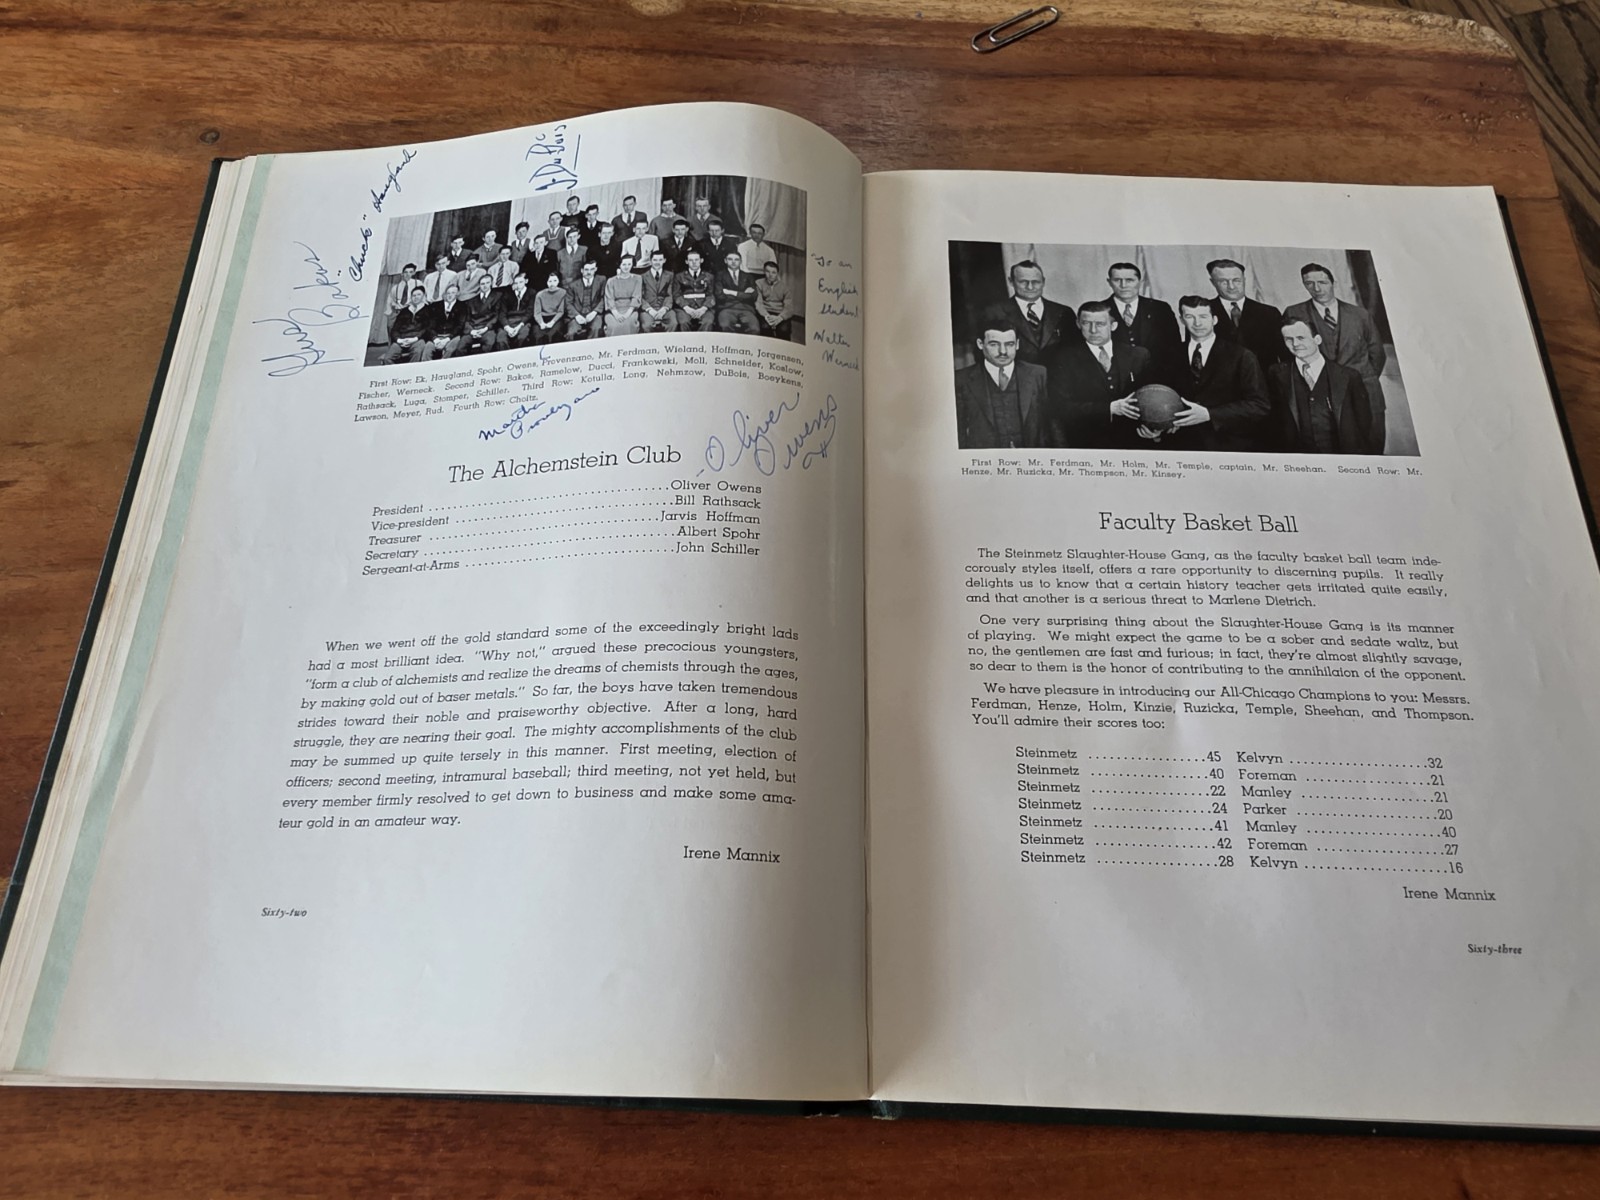 J. DuBois
"Chuck" Haugland
"To an
English
student
Walter
Werneck
First Row: Ek, Haugland, Spohr, Owens, Provenzano, Mr. Ferdman, Wieland, Hoffman, Jorgensen,
Fischer, Werneck. Second Row: Bakos, Ramelow, Ducci, Frankowski, Moll, Schneider, Koslow,
Rathsack, Luga, Stomper, Schiller. Third Row: Kotulla, Long, Nehmzow, DuBois, Boeykens,
Lawson, Meyer, Rud. Fourth Row: Choitz.
Martha
Provenzano
Oliver
Owens
The Alchemstein Club
President ........ Oliver Owens
Vice-president ........ Bill Rathsack
Treasurer ........ Jarvis Hoffman
Secretary ........ Albert Spohr
Sergeant-at-Arms ........ John Schiller
When we went off the gold standard some of the exceedingly bright lads
had a most brilliant idea. "Why not," argued these precocious youngsters,
"form a club of alchemists and realize the dreams of chemists through the ages,
by making gold out of baser metals." So far, the boys have taken tremendous
strides toward their noble and praiseworthy objective. After a long, hard
struggle, they are nearing their goal. The mighty accomplishments of the club
may be summed up quite tersely in this manner. First meeting, election of
officers; second meeting, intramural baseball; third meeting, not yet held, but
every member firmly resolved to get down to business and make some ama-
teur gold in an amateur way.
Irene Mannix
Sixty-two
First Row: Mr. Ferdman, Mr. Holm, Mr. Temple, captain, Mr. Sheehan. Second Row: Mr.
Henze, Mr. Ruzicka, Mr. Thompson, Mr. Kinsey.
Faculty Basket Ball
The Steinmetz Slaughter-House Gang, as the faculty basket ball team inde-
corously styles itself, offers a rare opportunity to discerning pupils. It really
delights us to know that a certain history teacher gets irritated quite easily,
and that another is a serious threat to Marlene Dietrich.
One very surprising thing about the Slaughter-House Gang is its manner
of playing. We might expect the game to be a sober and sedate waltz, but
no, the gentlemen are fast and furious; in fact, they're almost slightly savage,
so dear to them is the honor of contributing to the annihilaion of the opponent.
We have pleasure in introducing our All-Chicago Champions to you: Messrs.
Ferdman, Henze, Holm, Kinzie, Ruzicka, Temple, Sheehan, and Thompson.
You'll admire their scores too:
Steinmetz ........ 45 Kelvyn ........ 32
Steinmetz ........ 40 Foreman ........ 21
Steinmetz ........ 22 Manley ........ 21
Steinmetz ........ 24 Parker ........ 20
Steinmetz ........ 41 Manley ........ 40
Steinmetz ........ 42 Foreman ........ 27
Steinmetz ........ 28 Kelvyn ........ 16
Irene Mannix
Sixty-three